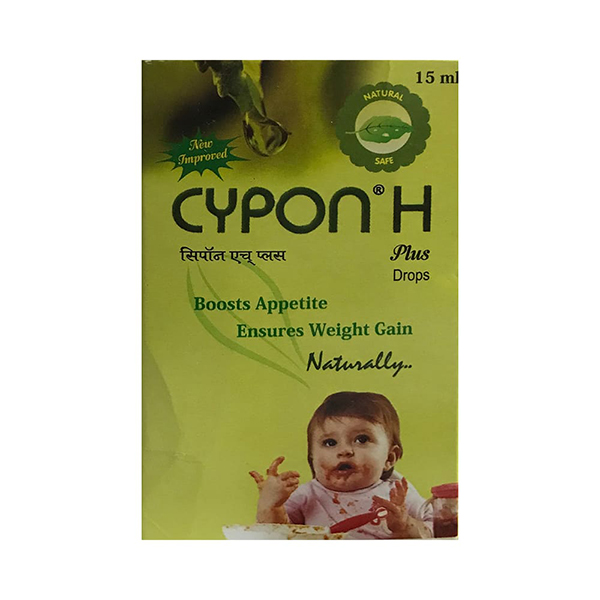 15 ml
NATURAL
SAFE
New
Improved
CYPON® H
सिपॉन एच् प्लस
Plus
Drops
Boosts Appetite
Ensures Weight Gain
Naturally..